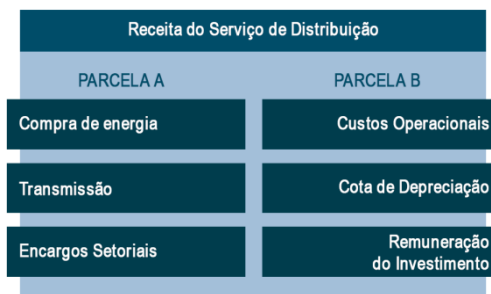 Receita do Serviço de Distribuição
PARCELA A
Compra de energia
Transmissão
Encargos Setoriais
PARCELA B
Custos Operacionais
Cota de Depreciação
Remuneração
do Investimento